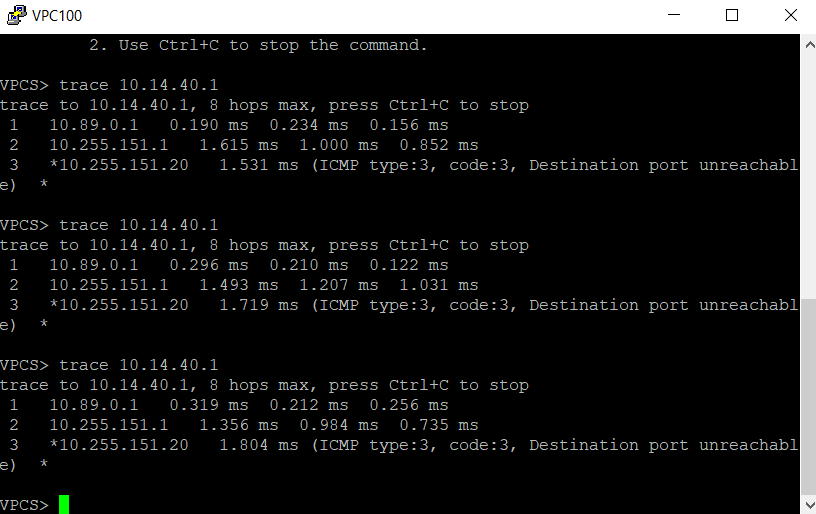 VPC100
2. Use Ctrl+C to stop the command.
VPCS> trace 10.14.40.1
trace to 10.14.40.1, 8 hops max, press Ctrl+C to stop
1 10.89.0.1 0.190 ms 0.234 ms 0.156 ms
2 10.255.151.1 1.615 ms 1.000 ms 0.852 ms
3 *10.255.151.20 1.531 ms (ICMP type:3, code:3, Destination port unreachabl
e) *
VPCS> trace 10.14.40.1
trace to 10.14.40.1, 8 hops max, press Ctrl+C to stop
1 10.89.0.1 0.296 ms 0.210 ms 0.122 ms
2 10.255.151.1 1.493 ms 1.207 ms 1.031 ms
3 *10.255.151.20 1.719 ms (ICMP type:3, code:3, Destination port unreachabl
e) *
VPCS> trace 10.14.40.1
trace to 10.14.40.1, 8 hops max, press Ctrl+C to stop
1 10.89.0.1 0.319 ms 0.212 ms 0.256 ms
2 10.255.151.1 1.356 ms 0.984 ms 0.735 ms
3 *10.255.151.20 1.804 ms (ICMP type:3, code:3, Destination port unreachabl
e) *
VPCS>